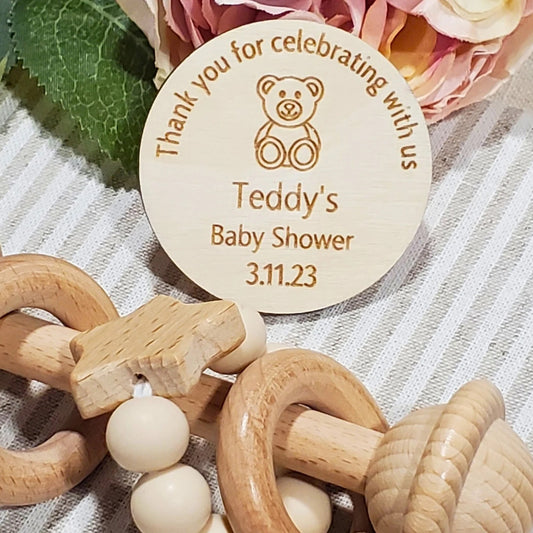 Thank you for celebrating with us
Teddy's
Baby Shower
3.11.23